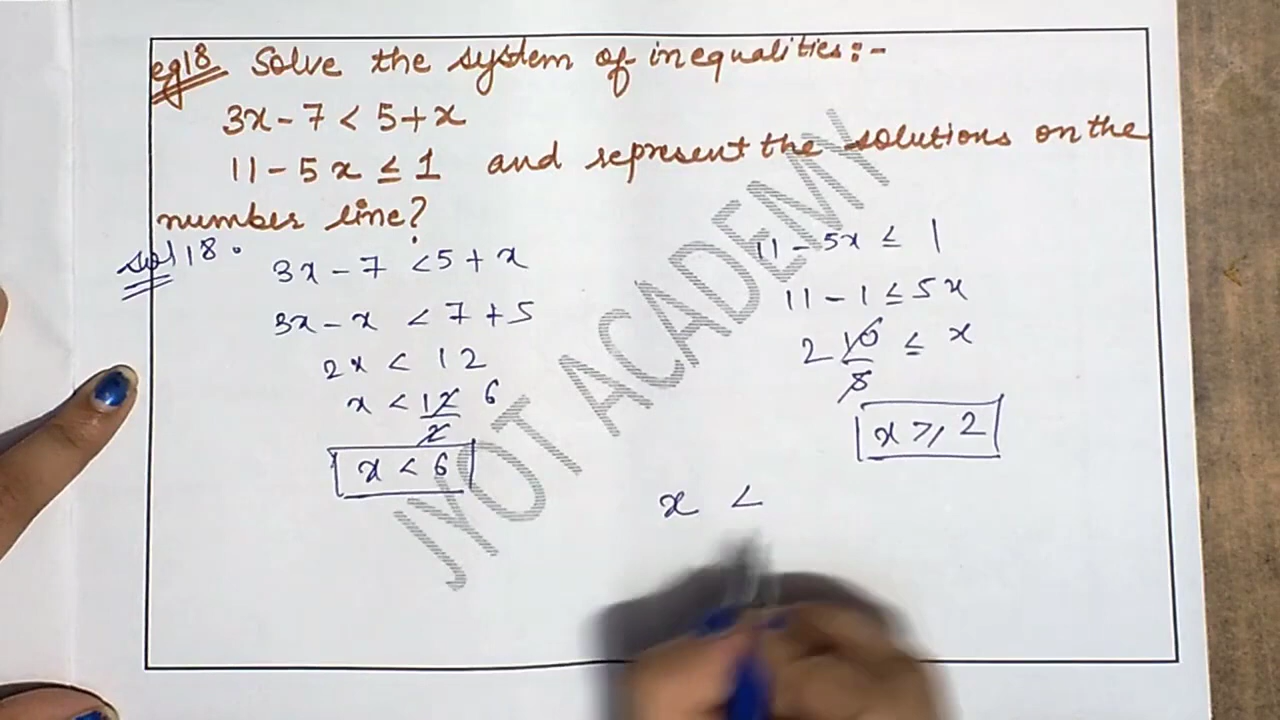 eg18 Solve the system of inequalities:-
3x - 7 < 5 + x
11 - 5x ≤ 1 and represent the solutions on the
number line?
Sol 18.
3x - 7 < 5 + x
3x - x < 7 + 5
2x < 12
x < 12/2 6
x < 6
11 - 5x ≤ 1
11 - 1 ≤ 5x
2 10/5 ≤ x
x ≥ 2
x <
JYOT ACADEMY